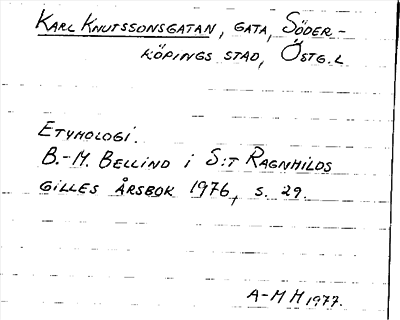 KARL KNUTSSONSGATAN, GATA, SÖDER-
KÖPINGS STAD, ÖSTG.L
ETYMOLOGI.
B.-M. BELLIND i S:T RAGNHILDS
GILLES ÅRSBOK 1976, S. 29.
A-M H 1977.